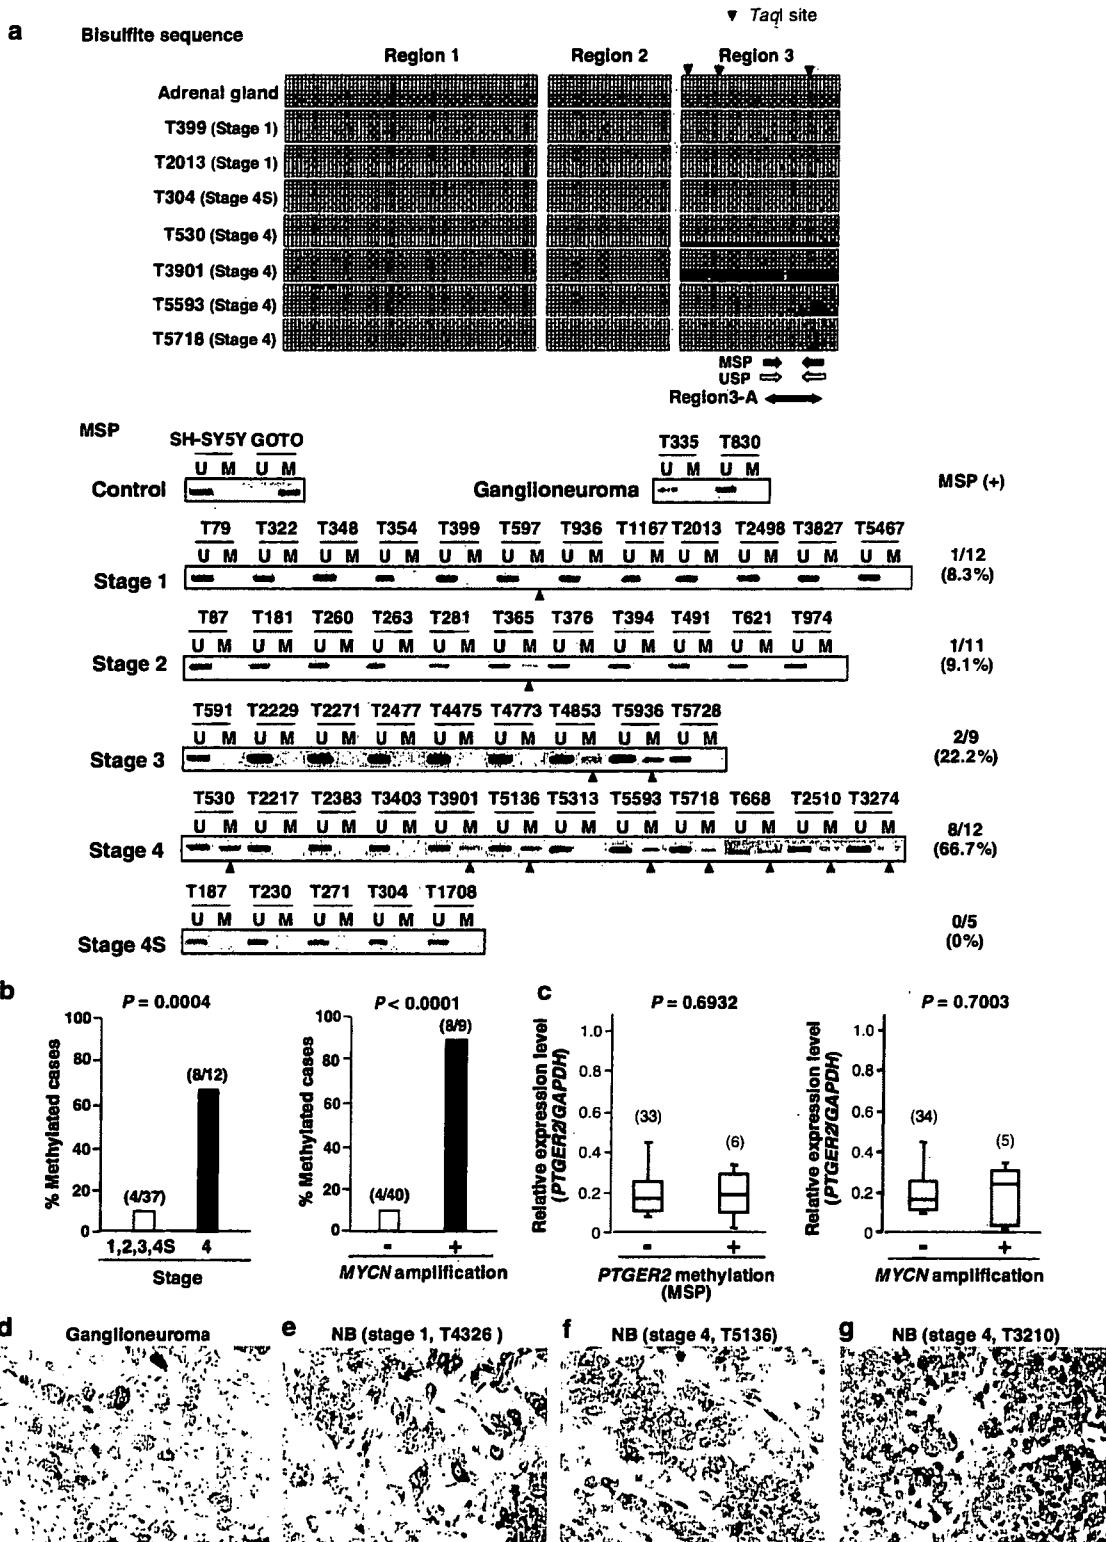 a
Bisulfite sequence
TaqI site
Region 1
Region 2
Region 3
Adrenal gland
T399 (Stage 1)
T2013 (Stage 1)
T304 (Stage 4S)
T530 (Stage 4)
T3901 (Stage 4)
T5593 (Stage 4)
T5718 (Stage 4)
MSP
USP
Region3-A
MSP
SH-SY5Y GOTO
U M U M
Control
T335 T830
U M U M
Ganglioneuroma
MSP (+)
T79 T322 T348 T354 T399 T597 T936 T1167 T2013 T2498 T3827 T5467
U M U M U M U M U M U M U M U M U M U M U M U M
Stage 1
1/12
(8.3%)
T87 T181 T260 T263 T281 T365 T376 T394 T491 T621 T974
U M U M U M U M U M U M U M U M U M U M U M
Stage 2
1/11
(9.1%)
T591 T2229 T2271 T2477 T4475 T4773 T4853 T5936 T5728
U M U M U M U M U M U M U M U M U M
Stage 3
2/9
(22.2%)
T530 T2217 T2383 T3403 T3901 T5136 T5313 T5593 T5718 T668 T2510 T3274
U M U M U M U M U M U M U M U M U M U M U M U M
Stage 4
8/12
(66.7%)
T187 T230 T271 T304 T1708
U M U M U M U M U M
Stage 4S
0/5
(0%)
b
P = 0.0004
% Methylated cases
100
80
60
40
20
0
(4/37)
(8/12)
1,2,3,4S 4
Stage
P < 0.0001
% Methylated cases
100
80
60
40
20
0
(4/40)
(8/9)
- +
MYCN amplification
c
P = 0.6932
Relative expression level
(PTGER2/GAPDH)
1.0
0.8
0.6
0.4
0.2
0
(33)
(6)
- +
PTGER2 methylation
(MSP)
P = 0.7003
Relative expression level
(PTGER2/GAPDH)
1.0
0.8
0.6
0.4
0.2
0
(34)
(5)
- +
MYCN amplification
d
Ganglioneuroma
e
NB (stage 1, T4326 )
f
NB (stage 4, T5136)
g
NB (stage 4, T3210)